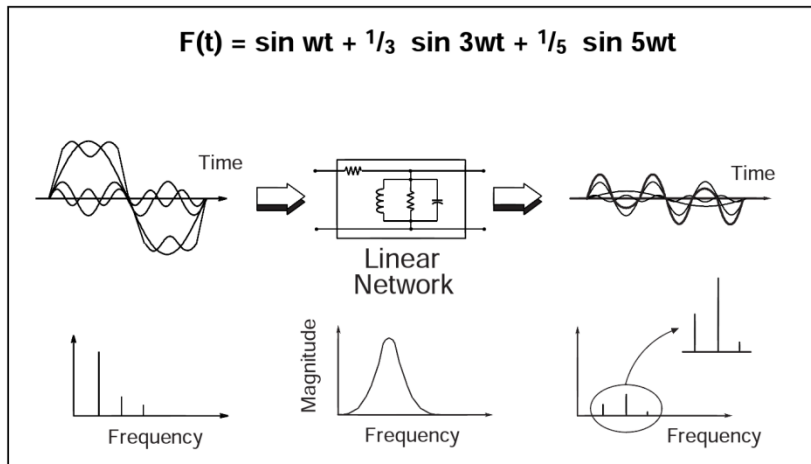 F(t) = sin wt + 1/3 sin 3wt + 1/5 sin 5wt
Time
Time
Linear
Network
Magnitude
Frequency
Frequency
Frequency